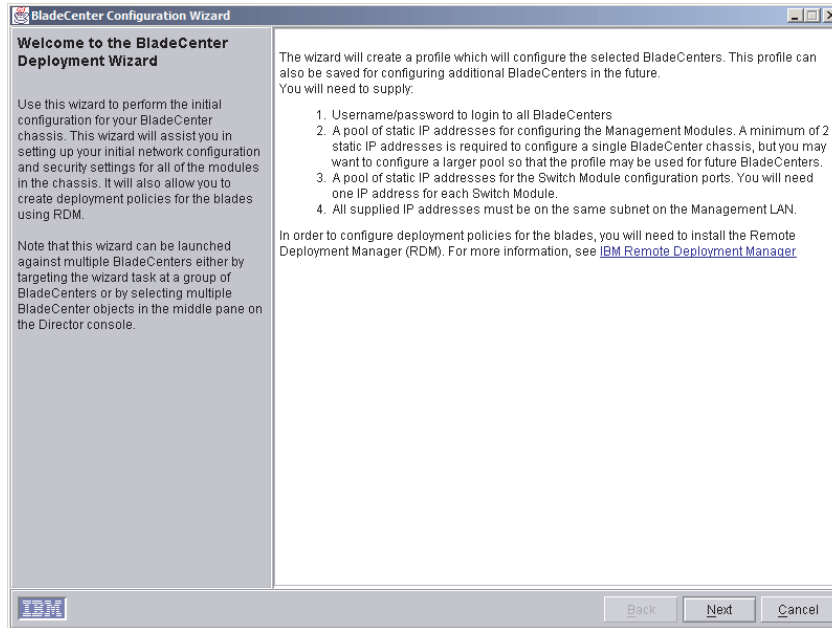 BladeCenter Configuration Wizard
Welcome to the BladeCenter
Deployment Wizard
Use this wizard to perform the initial
configuration for your BladeCenter
chassis. This wizard will assist you in
setting up your initial network configuration
and security settings for all of the modules
in the chassis. It will also allow you to
create deployment policies for the blades
using RDM.
Note that this wizard can be launched
against multiple BladeCenters either by
targeting the wizard task at a group of
BladeCenters or by selecting multiple
BladeCenter objects in the middle pane on
the Director console.
The wizard will create a profile which will configure the selected BladeCenters. This profile can
also be saved for configuring additional BladeCenters in the future.
You will need to supply:
1. Username/password to login to all BladeCenters
2. A pool of static IP addresses for configuring the Management Modules. A minimum of 2
static IP addresses is required to configure a single BladeCenter chassis, but you may
want to configure a larger pool so that the profile may be used for future BladeCenters.
3. A pool of static IP addresses for the Switch Module configuration ports. You will need
one IP address for each Switch Module.
4. All supplied IP addresses must be on the same subnet on the Management LAN.
In order to configure deployment policies for the blades, you will need to install the Remote
Deployment Manager (RDM). For more information, see IBM Remote Deployment Manager
IBM
Back
Next
Cancel